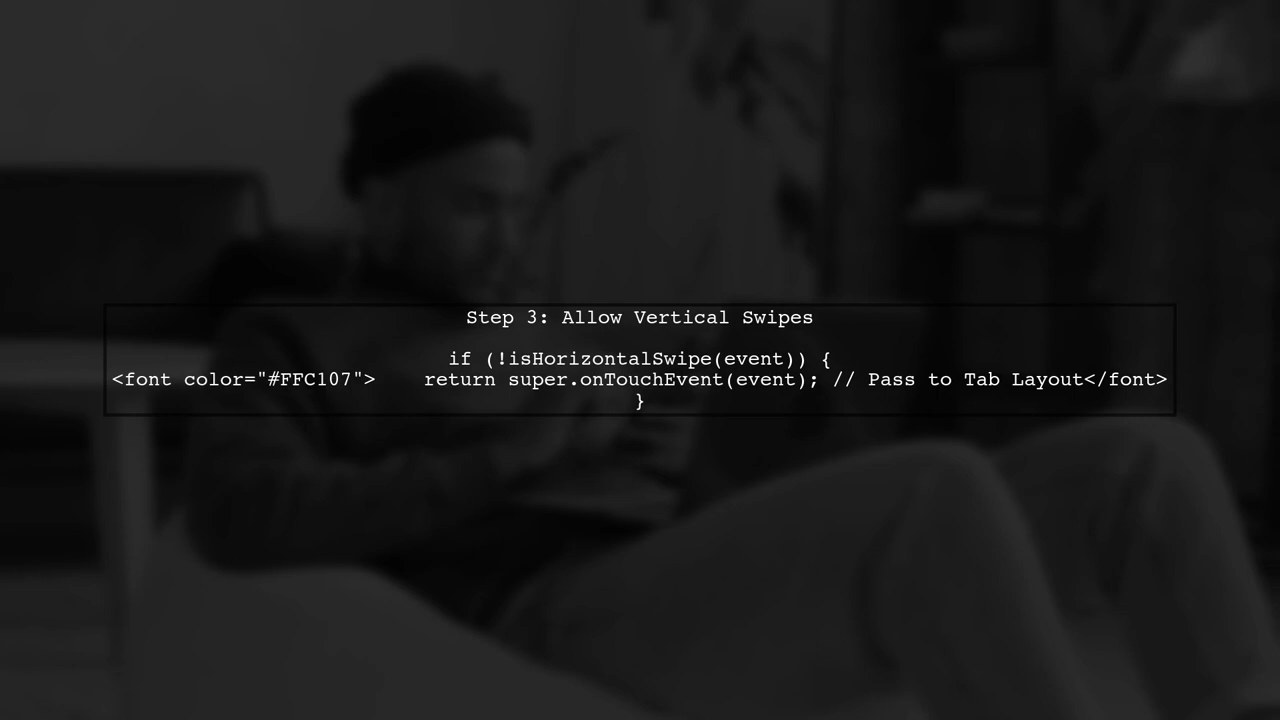 Step 3: Allow Vertical Swipes
if (!isHorizontalSwipe(event)) {
<font color="#FFC107">    return super.onTouchEvent(event); // Pass to Tab Layout</font>
}